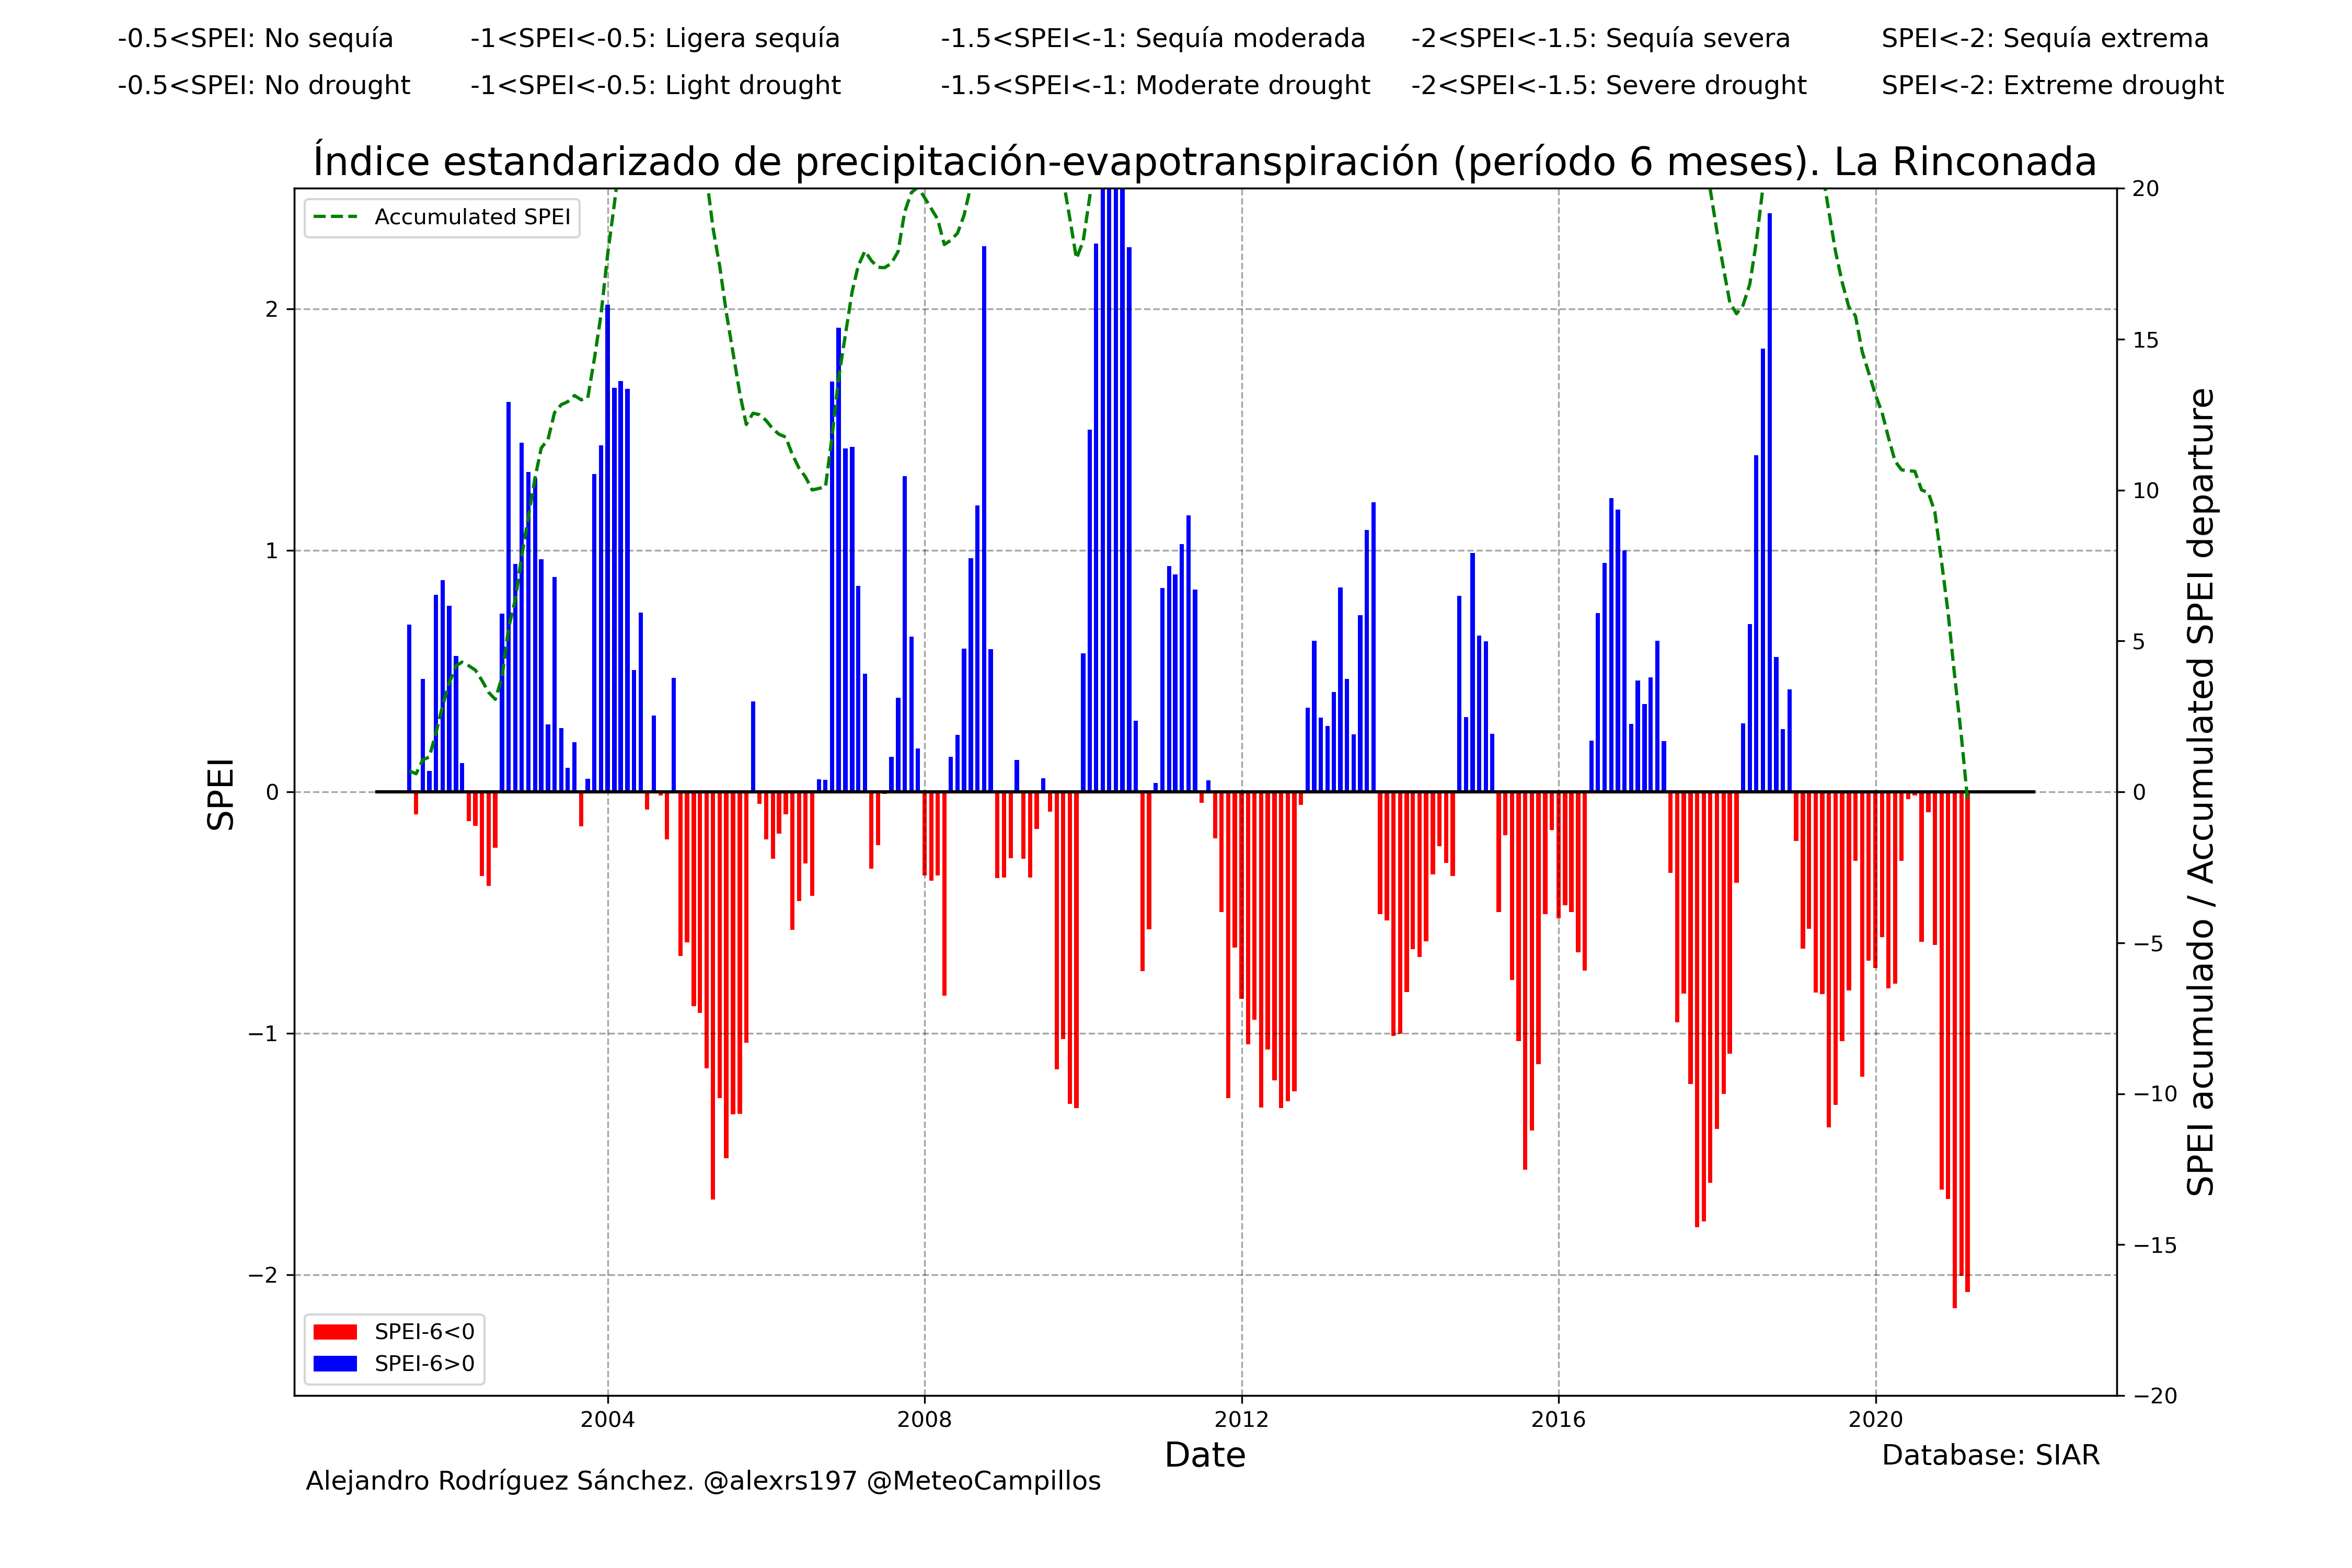 -0.5<SPEI: No sequía -1<SPEI<-0.5: Ligera sequía -1.5<SPEI<-1: Sequía moderada -2<SPEI<-1.5: Sequía severa SPEI<-2: Sequía extrema
-0.5<SPEI: No drought -1<SPEI<-0.5: Light drought -1.5<SPEI<-1: Moderate drought -2<SPEI<-1.5: Severe drought SPEI<-2: Extreme drought
Índice estandarizado de precipitación-evapotranspiración (período 6 meses). La Rinconada
Accumulated SPEI
2
1
0
−1
−2
SPEI
20
15
10
5
0
−5
−10
−15
−20
SPEI acumulado / Accumulated SPEI departure
SPEI-6<0
SPEI-6>0
2004 2008 2012 2016 2020
Date
Database: SIAR
Alejandro Rodríguez Sánchez. @alexrs197 @MeteoCampillos